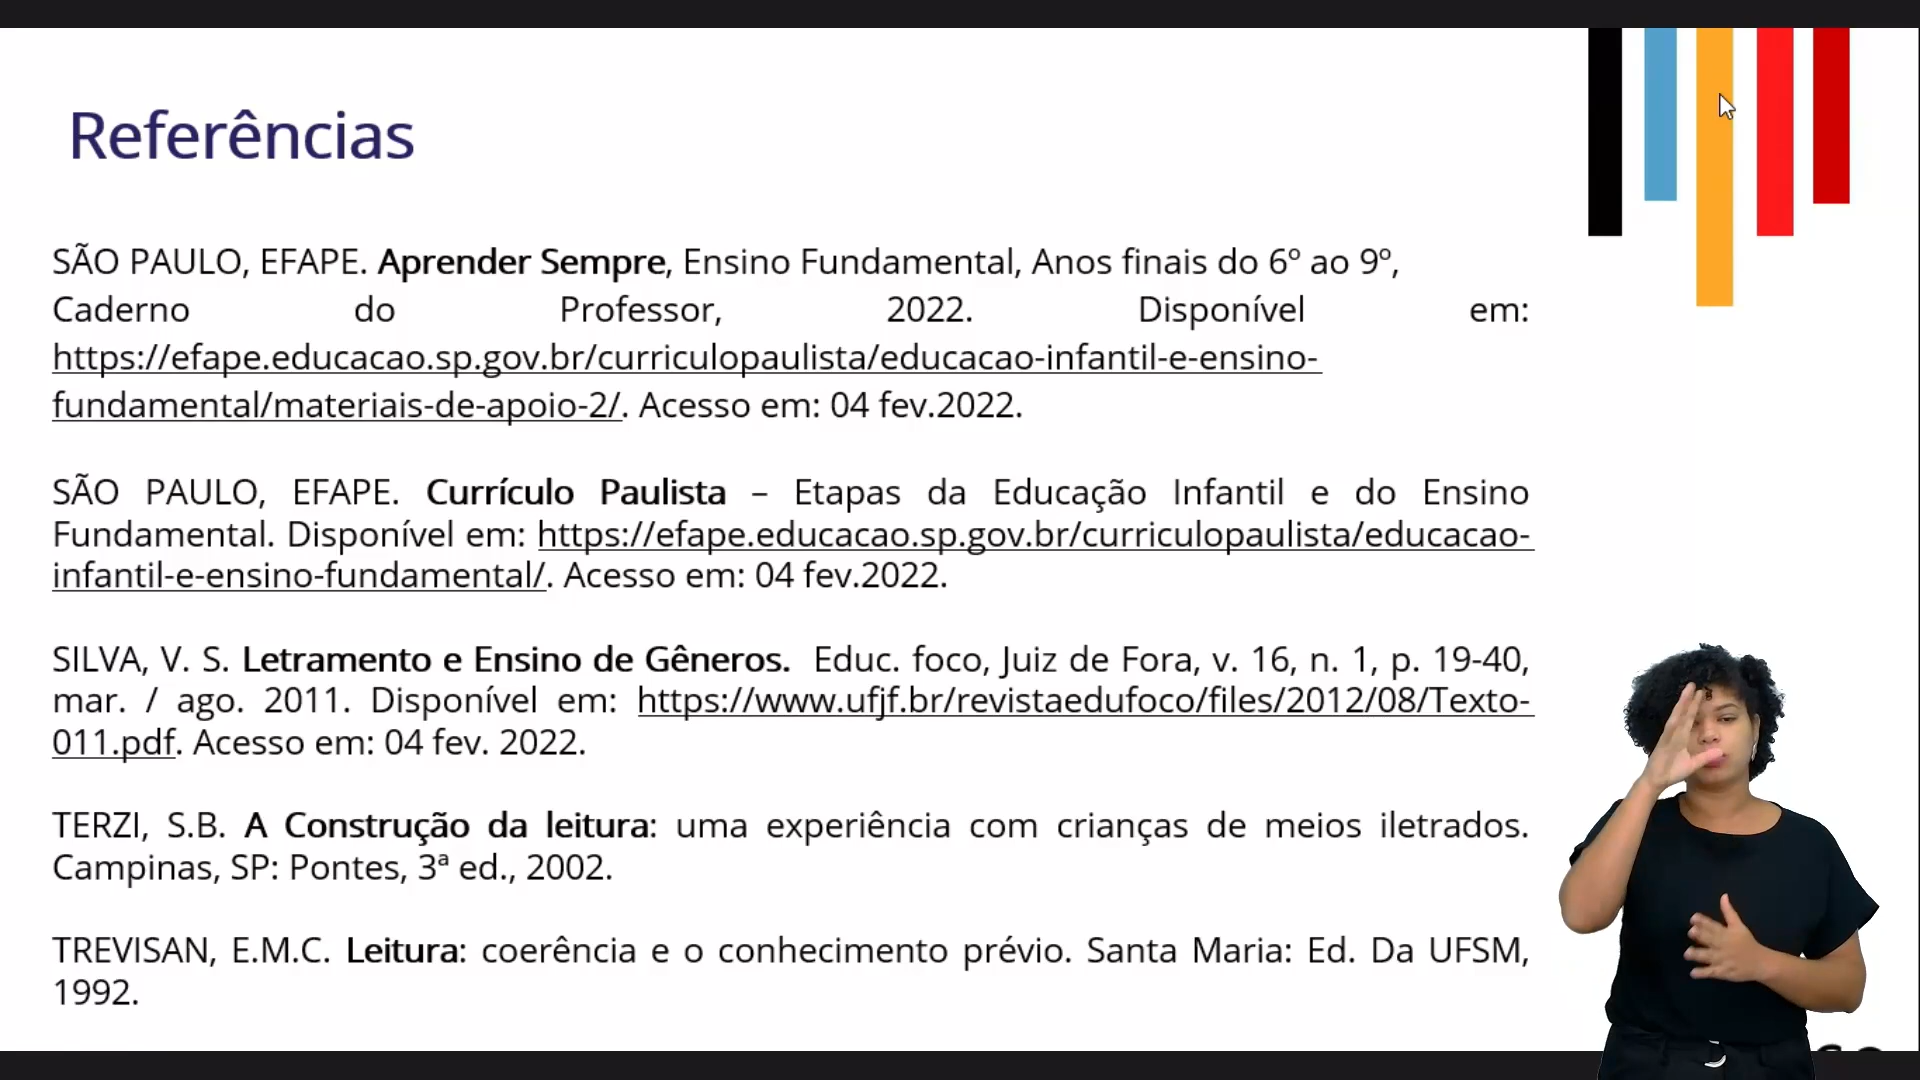 Referências
SÃO PAULO, EFAPE. Aprender Sempre, Ensino Fundamental, Anos finais do 6º ao 9º,
Caderno do Professor, 2022. Disponível em:
https://efape.educacao.sp.gov.br/curriculopaulista/educacao-infantil-e-ensino-
fundamental/materiais-de-apoio-2/. Acesso em: 04 fev.2022.
SÃO PAULO, EFAPE. Currículo Paulista – Etapas da Educação Infantil e do Ensino
Fundamental. Disponível em: https://efape.educacao.sp.gov.br/curriculopaulista/educacao-
infantil-e-ensino-fundamental/. Acesso em: 04 fev.2022.
SILVA, V. S. Letramento e Ensino de Gêneros. Educ. foco, Juiz de Fora, v. 16, n. 1, p. 19-40,
mar. / ago. 2011. Disponível em: https://www.ufjf.br/revistaedufoco/files/2012/08/Texto-
011.pdf. Acesso em: 04 fev. 2022.
TERZI, S.B. A Construção da leitura: uma experiência com crianças de meios iletrados.
Campinas, SP: Pontes, 3ª ed., 2002.
TREVISAN, E.M.C. Leitura: coerência e o conhecimento prévio. Santa Maria: Ed. Da UFSM,
1992.